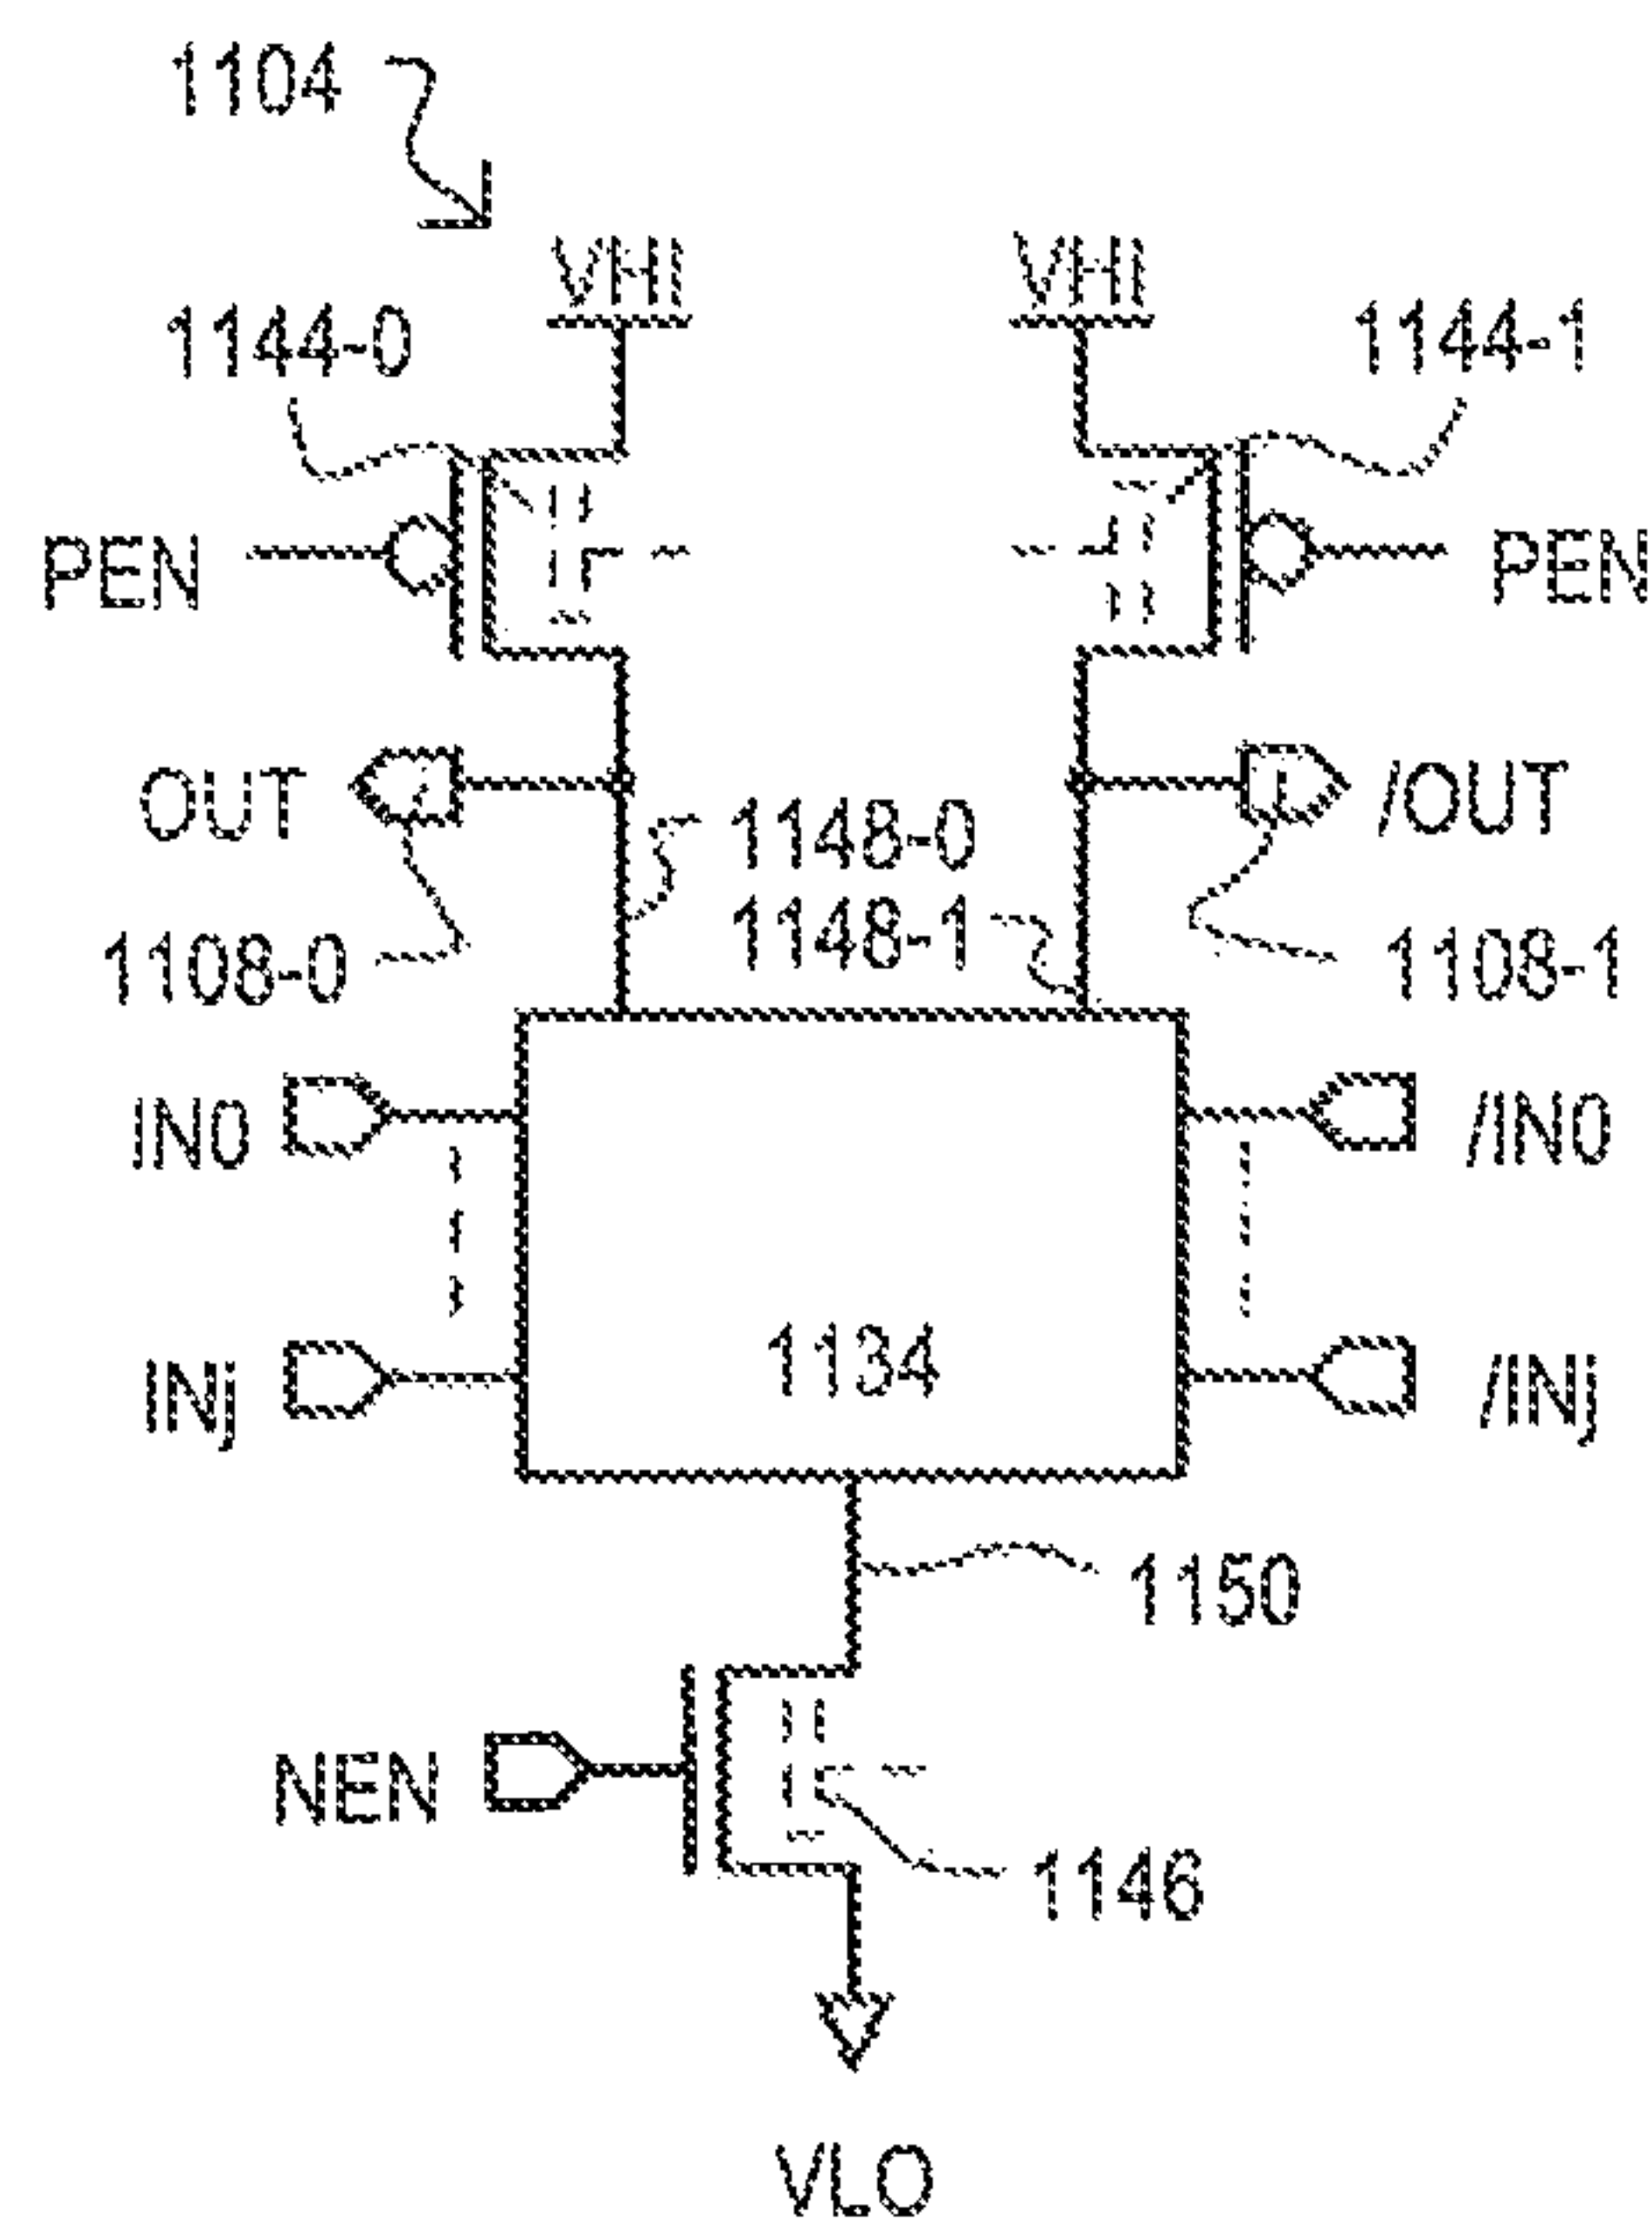 1104
VHI VHI
1144-0 1144-1
PEN PEN
OUT /OUT
1148-0
1148-1
1108-0 1108-1
IN0 /IN0
INj /INj
1134
1150
NEN
1146
VLO